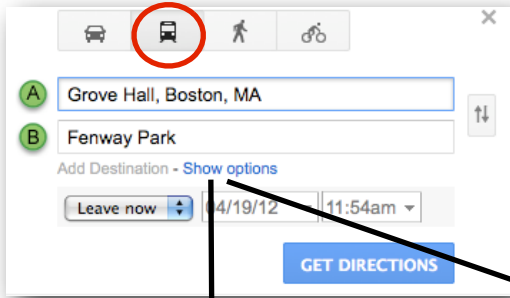 A Grove Hall, Boston, MA
B Fenway Park
Add Destination - Show options
Leave now 04/19/12 11:54am
GET DIRECTIONS